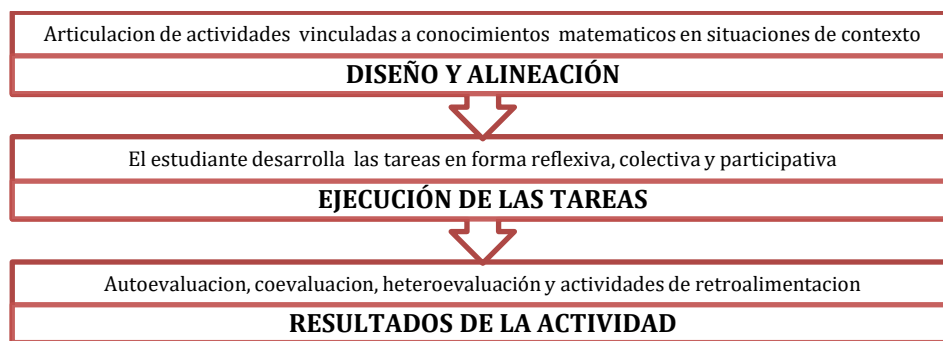 Articulacion de actividades vinculadas a conocimientos matematicos en situaciones de contexto
DISEÑO Y ALINEACIÓN
El estudiante desarrolla las tareas en forma reflexiva, colectiva y participativa
EJECUCIÓN DE LAS TAREAS
Autoevaluacion, coevaluacion, heteroevaluación y actividades de retroalimentacion
RESULTADOS DE LA ACTIVIDAD